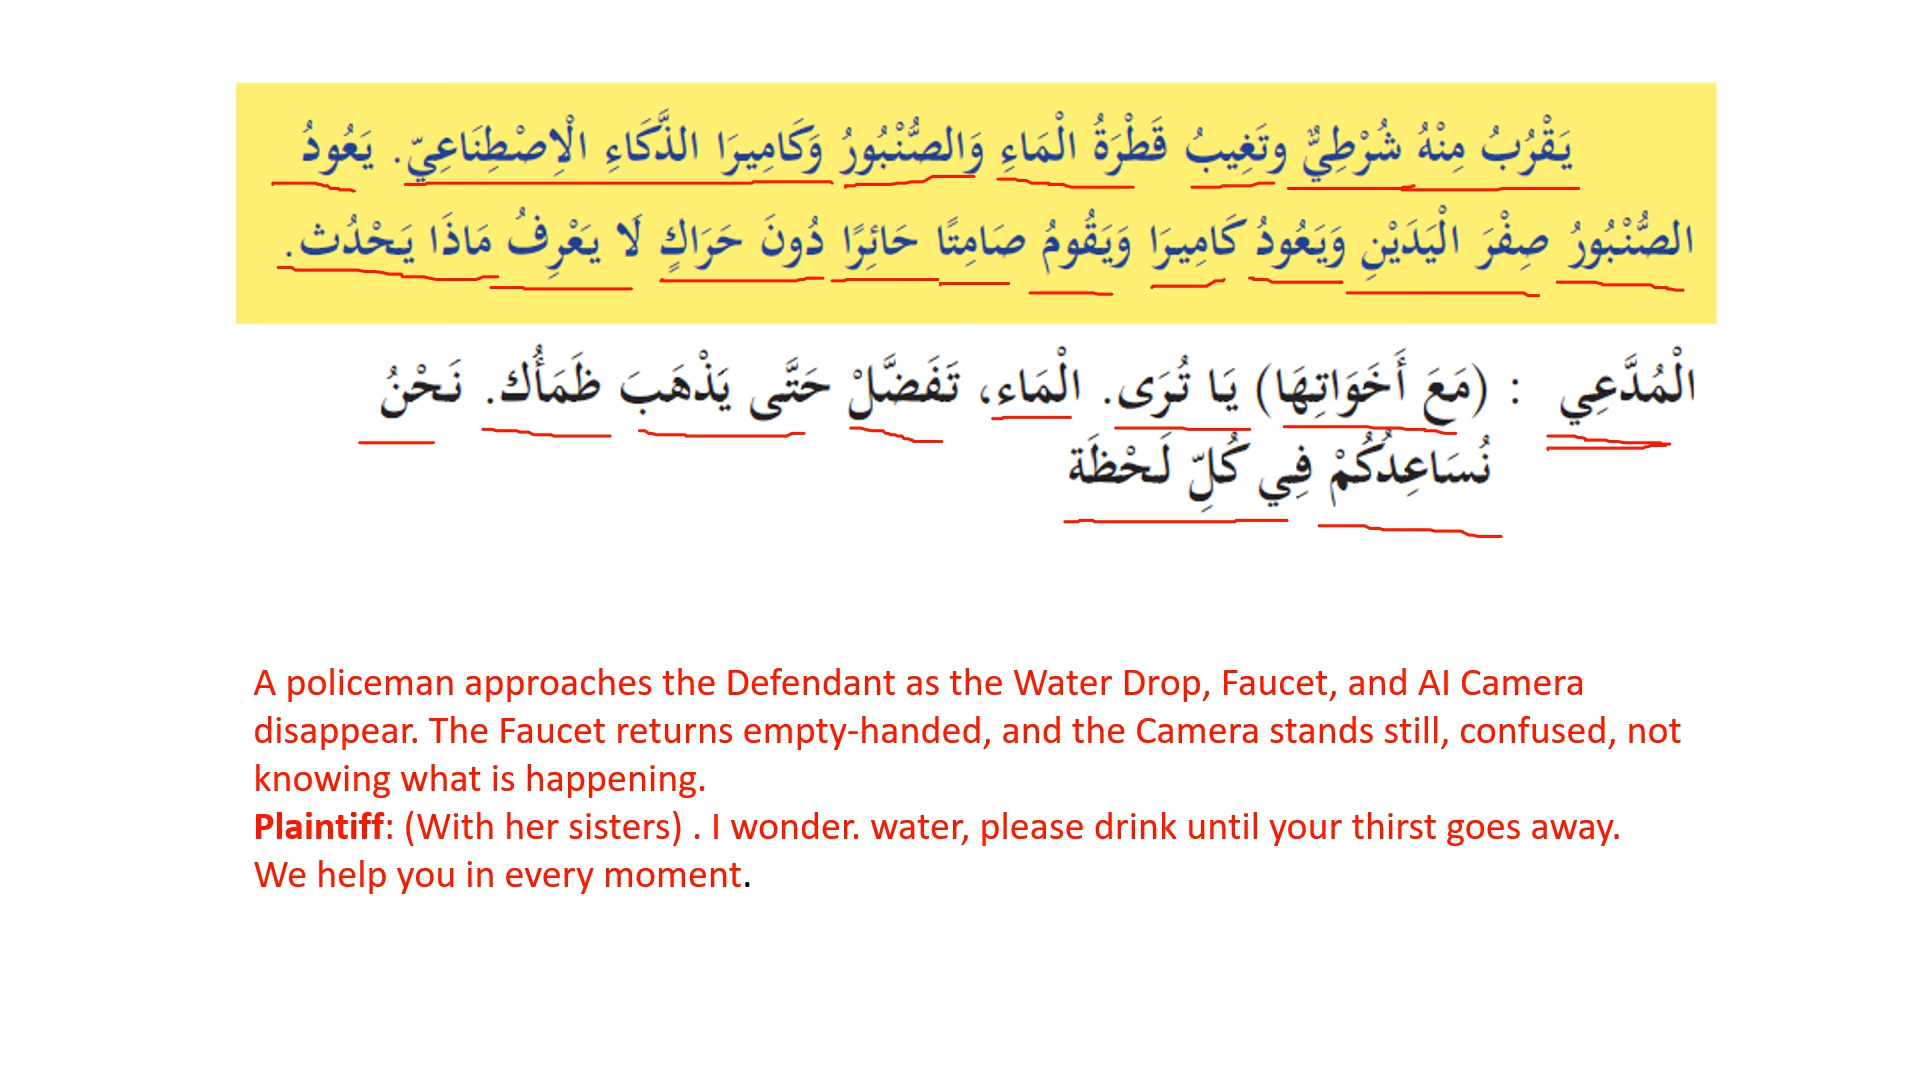 يَقْرُبُ مِنْهُ شُرْطِيٌّ وتَغِيبُ قَطْرَةُ الْمَاءِ وَالصُّنْبُورُ وَكَامِيرَا الذَّكَاءِ الْاِصْطِنَاعِيّ. يَعُودُ
الصُّنْبُورُ صِفْرَ الْيَدَيْنِ وَيَعُودُ كَامِيرَا وَيَقُومُ صَامِتًا حَائِرًا دُونَ حَرَاكٍ لَا يَعْرِفُ مَاذَا يَحْدُث.
الْمُدَّعِي : (مَعَ أَخَوَاتِهَا) يَا تُرَى. الْمَاء، تَفَضَّلْ حَتَّى يَذْهَبَ ظَمَأُك. نَحْنُ
نُسَاعِدُكُمْ فِي كُلِّ لَحْظَة
A policeman approaches the Defendant as the Water Drop, Faucet, and AI Camera
disappear. The Faucet returns empty-handed, and the Camera stands still, confused, not
knowing what is happening.
Plaintiff: (With her sisters) . I wonder. water, please drink until your thirst goes away.
We help you in every moment.